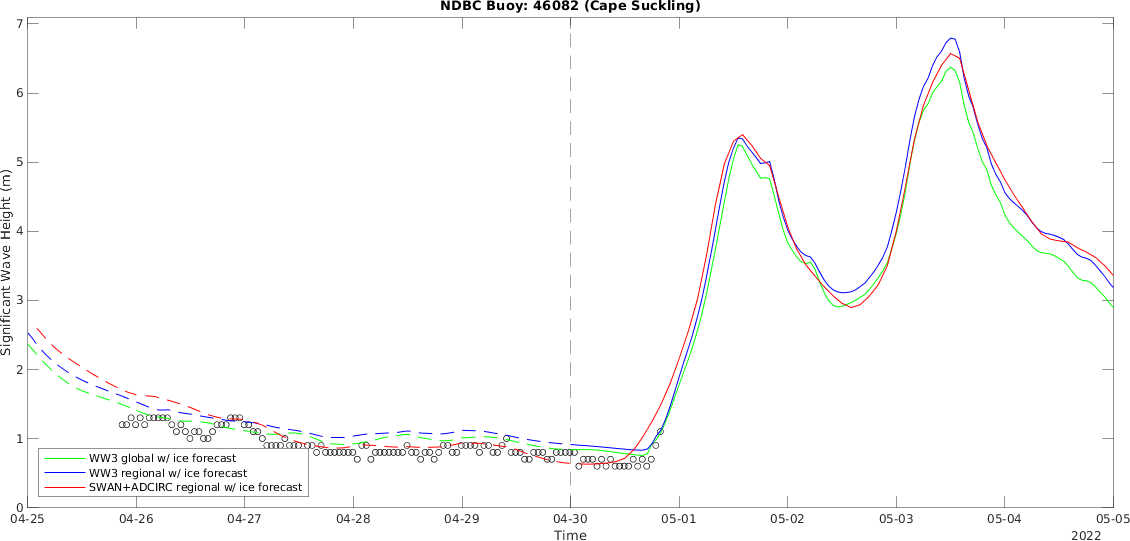 NDBC Buoy: 46082 (Cape Suckling)
7
6
5
4
3
2
1
0
Significant Wave Height (m)
WW3 global w/ ice forecast
WW3 regional w/ ice forecast
SWAN+ADCIRC regional w/ ice forecast
04-25 04-26 04-27 04-28 04-29 04-30 05-01 05-02 05-03 05-04 05-05
Time
2022